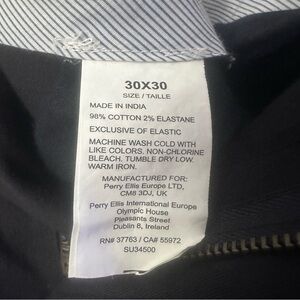 30X30
SIZE / TAILLE
MADE IN INDIA
98% COTTON 2% ELASTANE
EXCLUSIVE OF ELASTIC
MACHINE WASH COLD WITH
LIKE COLORS. NON-CHLORINE
BLEACH. TUMBLE DRY LOW.
WARM IRON.
MANUFACTURED FOR:
Perry Ellis Europe LTD,
CM8 3DJ, UK
Perry Ellis International Europe
Olympic House
Pleasants Street
Dublin 8, Ireland
RN# 37763 / CA# 55972
SU34500